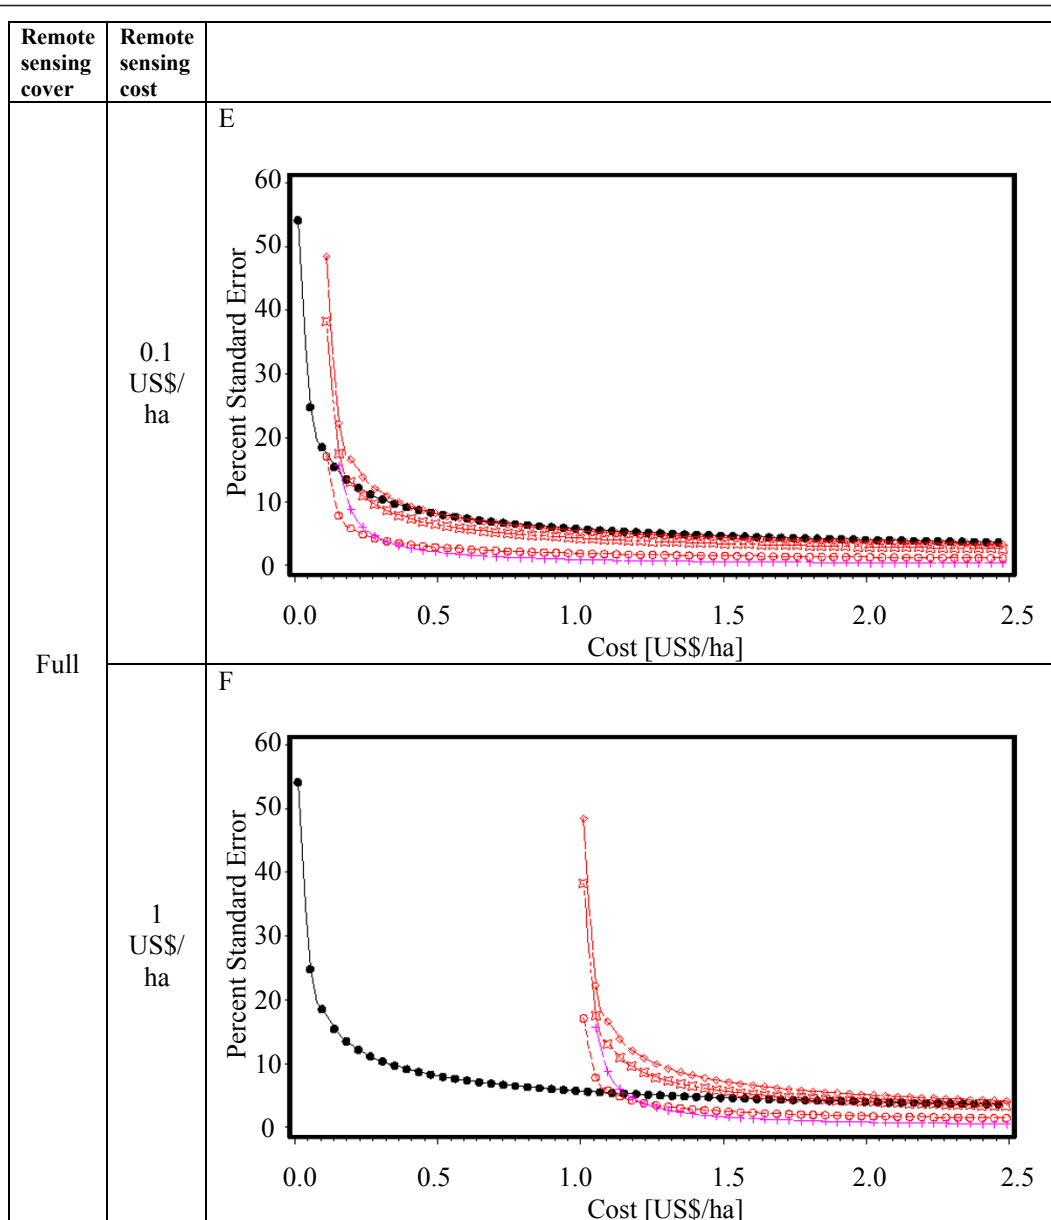 Remote sensing cover
Remote sensing cost
Full
0.1 US$/ ha
E
60
50
40
30
20
10
0
Percent Standard Error
0.0 0.5 1.0 1.5 2.0 2.5
Cost [US$/ha]
1 US$/ ha
F
60
50
40
30
20
10
0
Percent Standard Error
0.0 0.5 1.0 1.5 2.0 2.5
Cost [US$/ha]